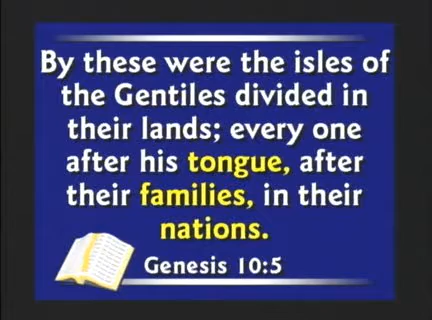 By these were the isles of
the Gentiles divided in
their lands; every one
after his tongue, after
their families, in their
nations.
Genesis 10:5